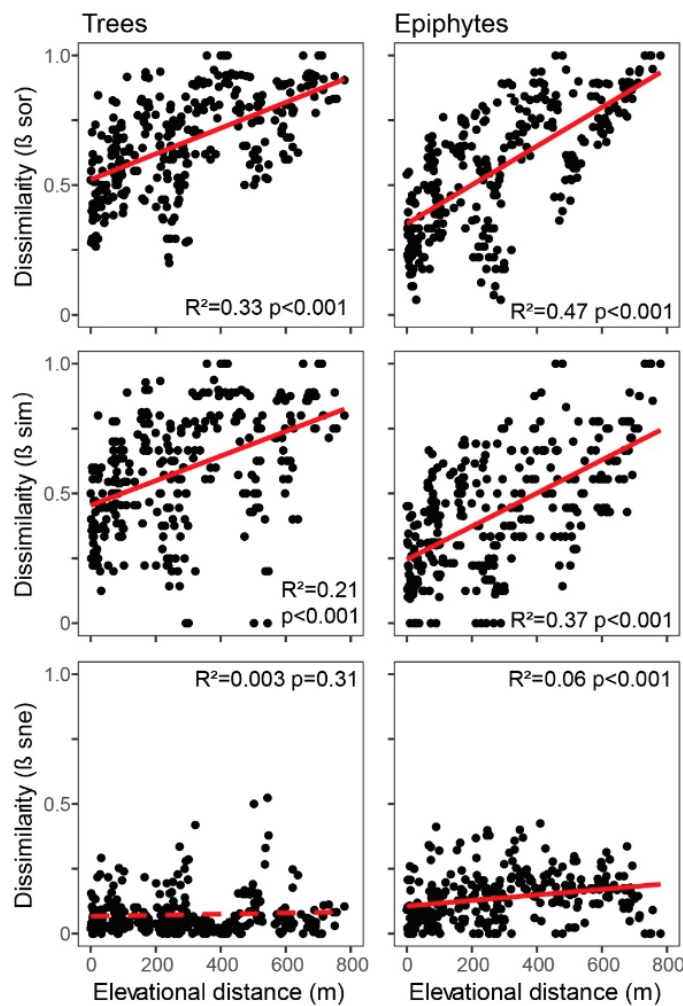 Trees
Epiphytes
Dissimilarity (ß sor)
1.0
0.5
0
R²=0.33 p<0.001
R²=0.47 p<0.001
Dissimilarity (ß sim)
1.0
0.5
0
R²=0.21
p<0.001
R²=0.37 p<0.001
Dissimilarity (ß sne)
1.0
0.5
0
R²=0.003 p=0.31
R²=0.06 p<0.001
0 200 400 600 800
0 200 400 600 800
Elevational distance (m)
Elevational distance (m)